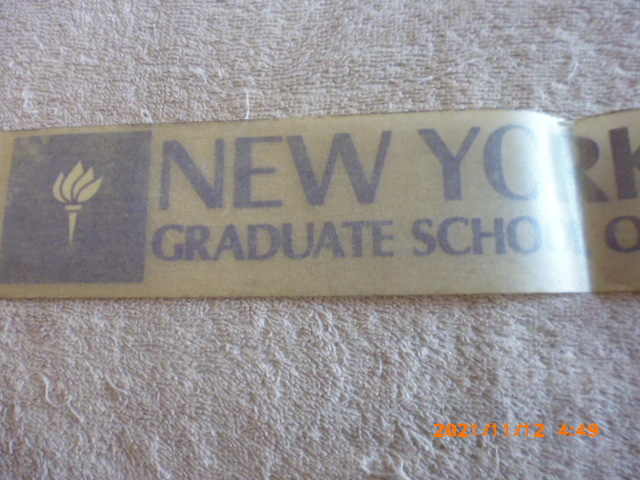 NEW YORK
GRADUATE SCHOOL O
2021/11/12 4:49